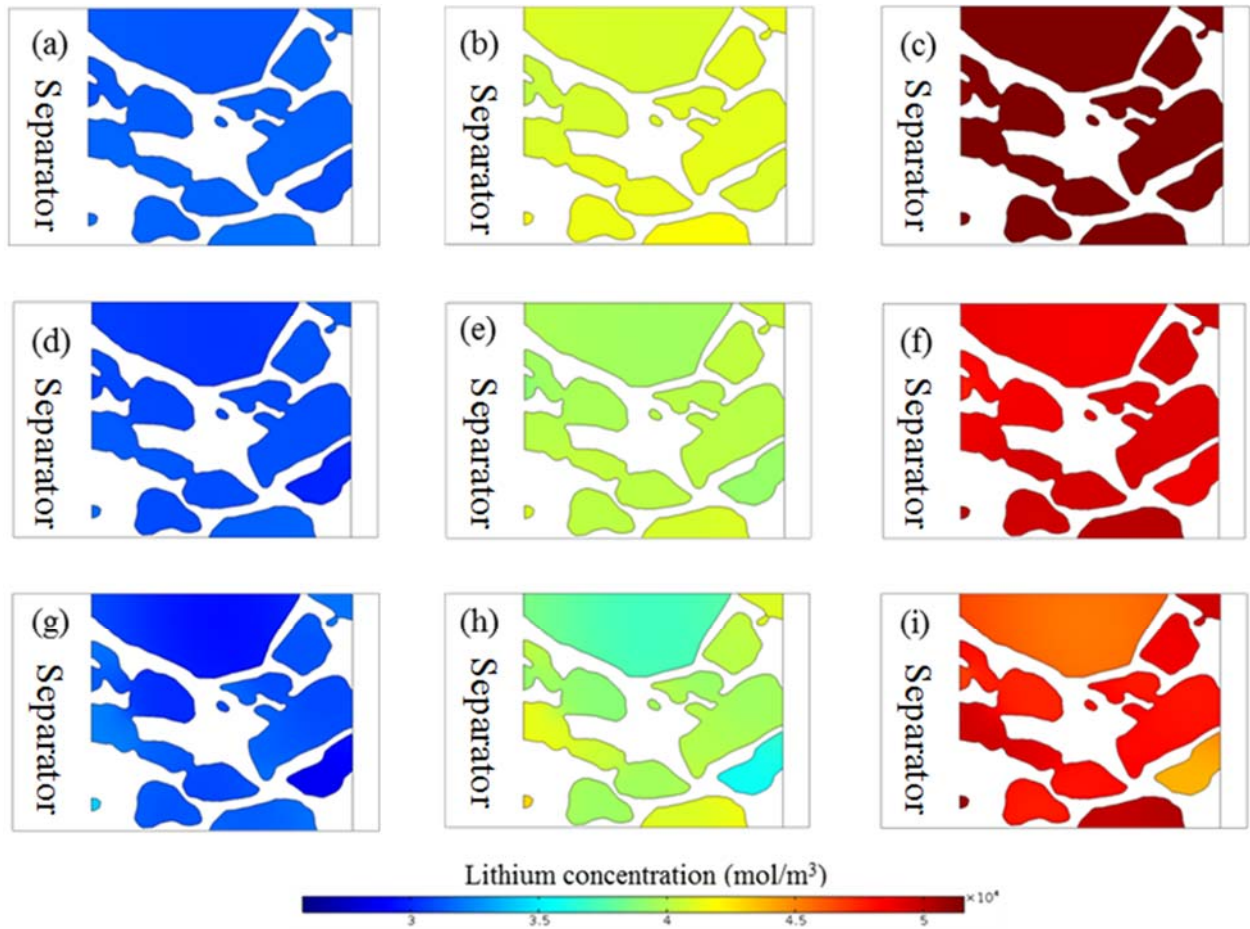 (a) (b) (c)
Separator Separator Separator
(d) (e) (f)
Separator Separator Separator
(g) (h) (i)
Separator Separator Separator
Lithium concentration (mol/m³)
×10⁴
3 3.5 4 4.5 5